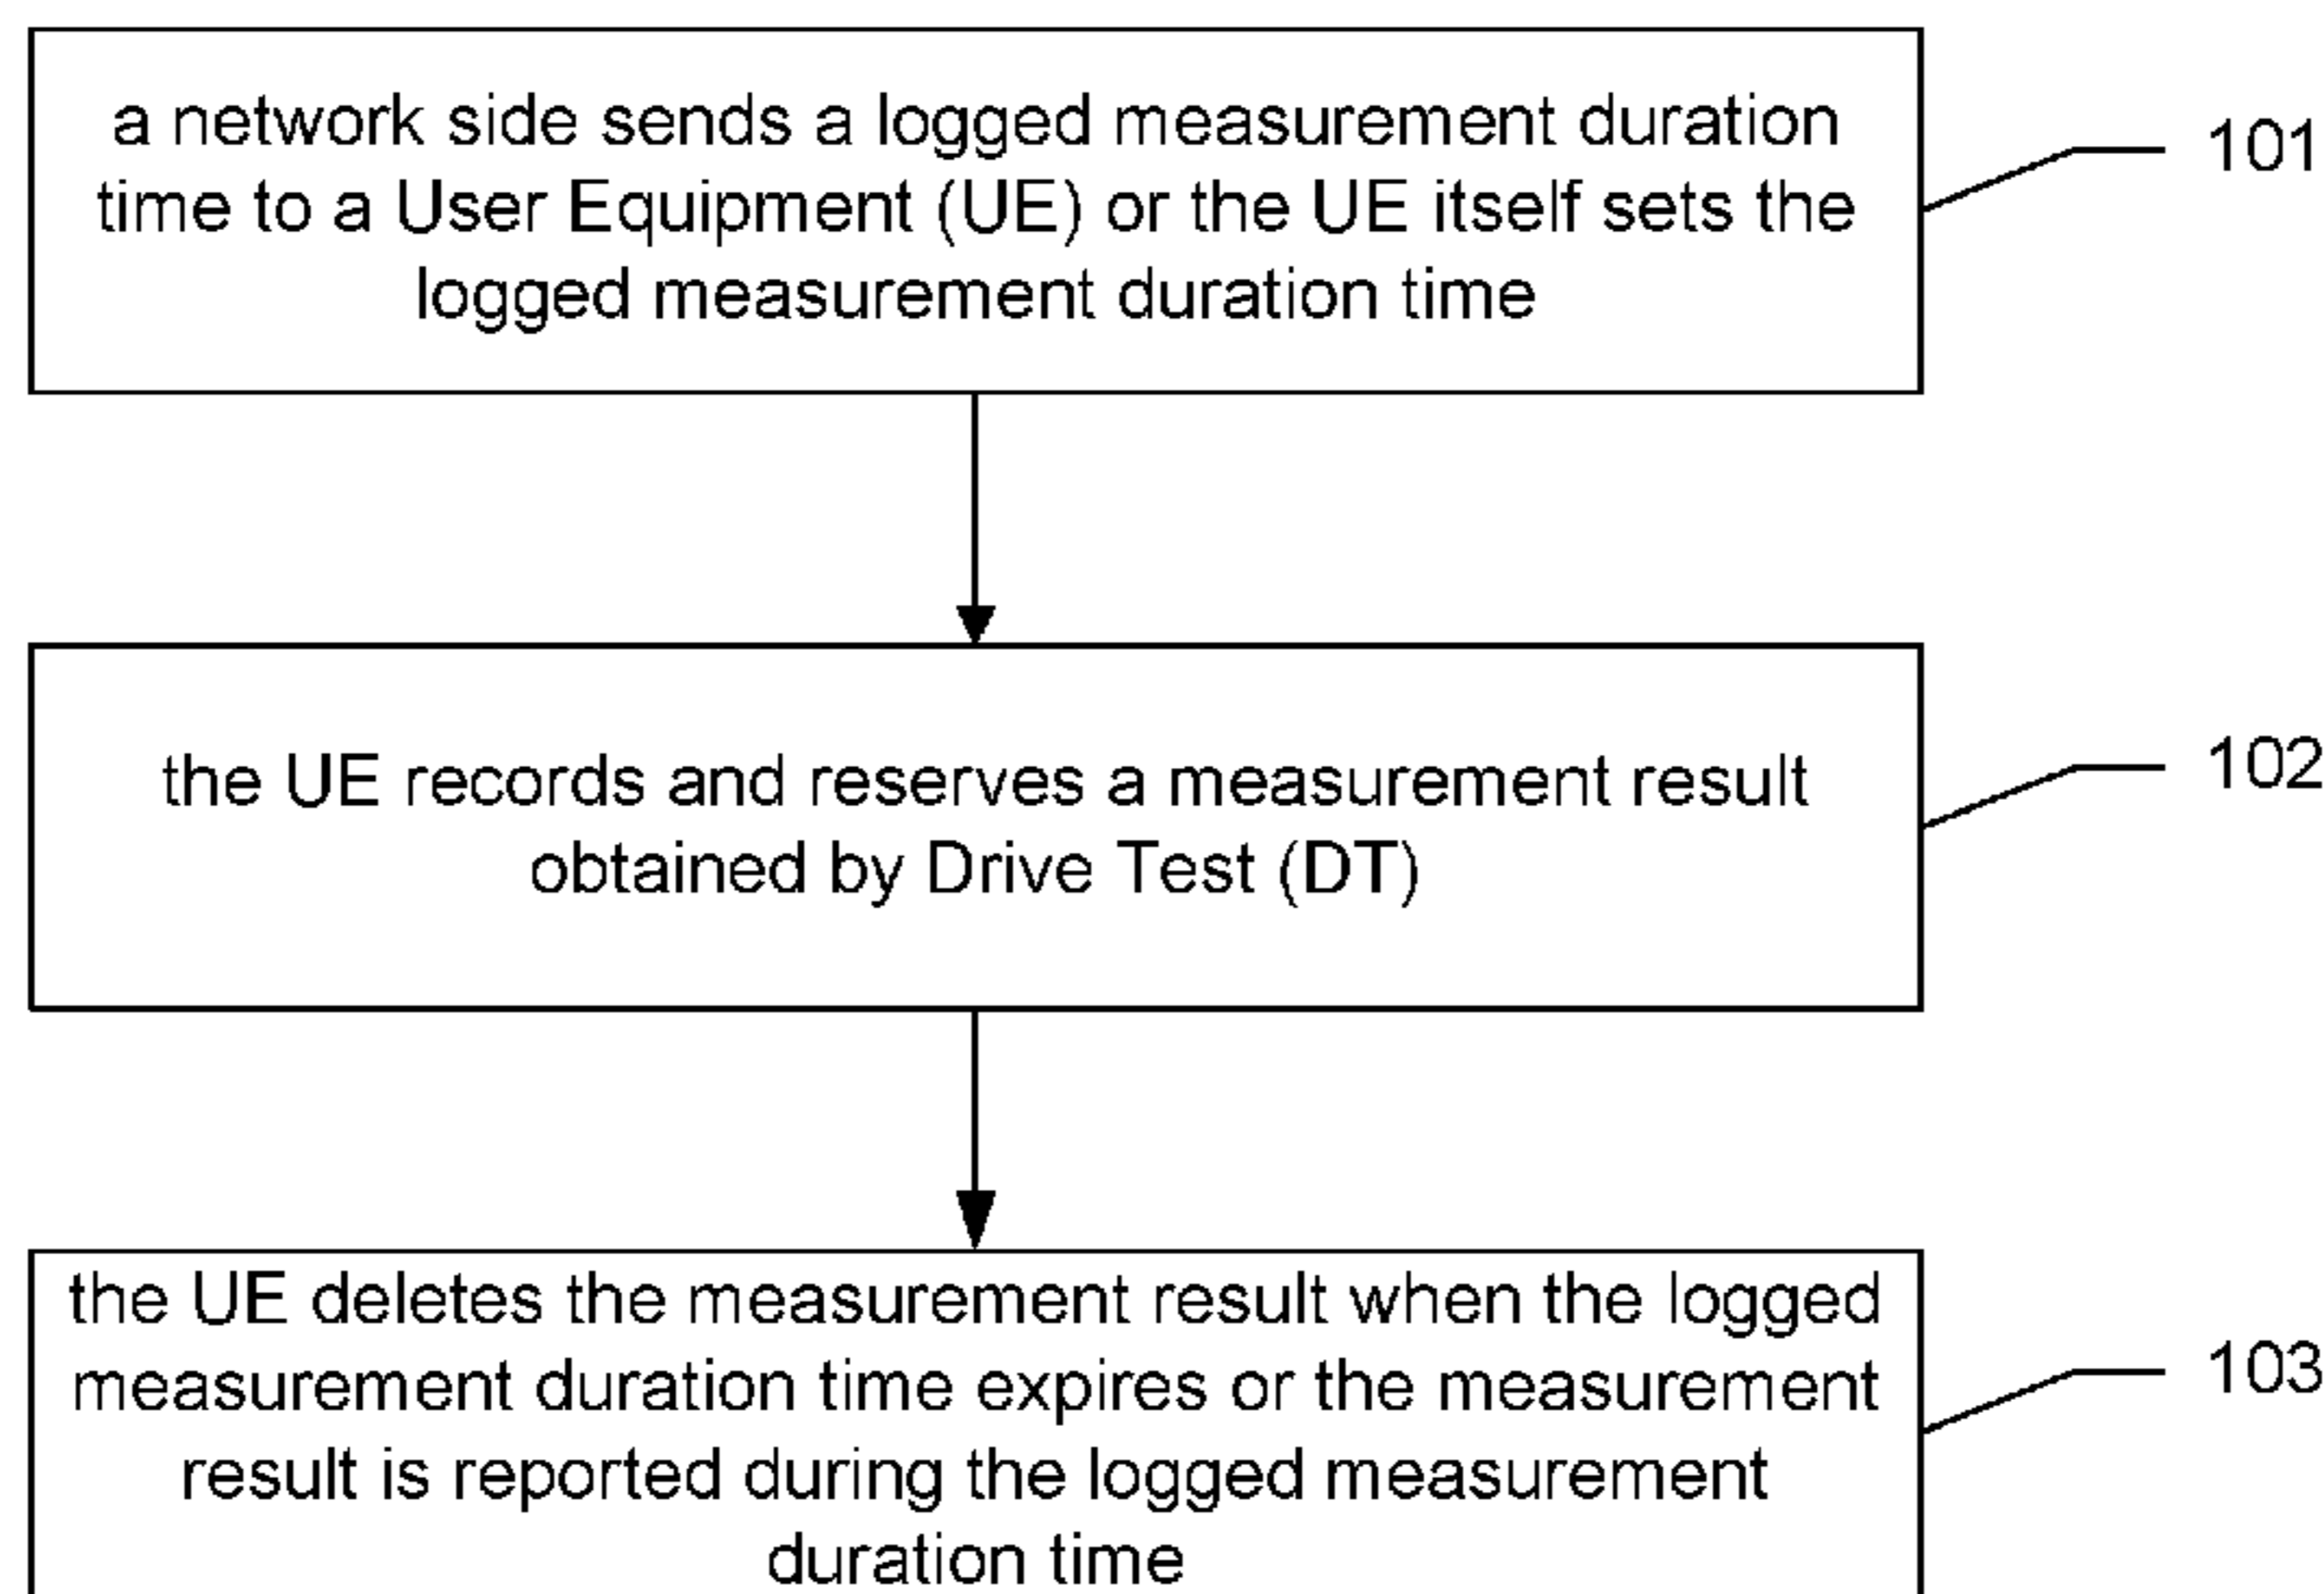 a network side sends a logged measurement duration
time to a User Equipment (UE) or the UE itself sets the
logged measurement duration time
101
the UE records and reserves a measurement result
obtained by Drive Test (DT)
102
the UE deletes the measurement result when the logged
measurement duration time expires or the measurement
result is reported during the logged measurement
duration time
103